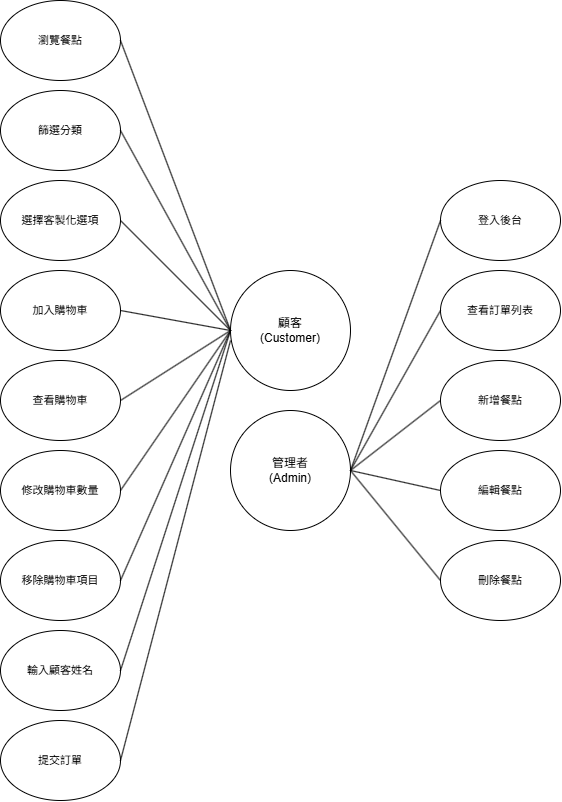 瀏覽餐點
篩選分類
選擇客製化選項
加入購物車
查看購物車
修改購物車數量
移除購物車項目
輸入顧客姓名
提交訂單
顧客
(Customer)
管理者
(Admin)
登入後台
查看訂單列表
新增餐點
編輯餐點
刪除餐點